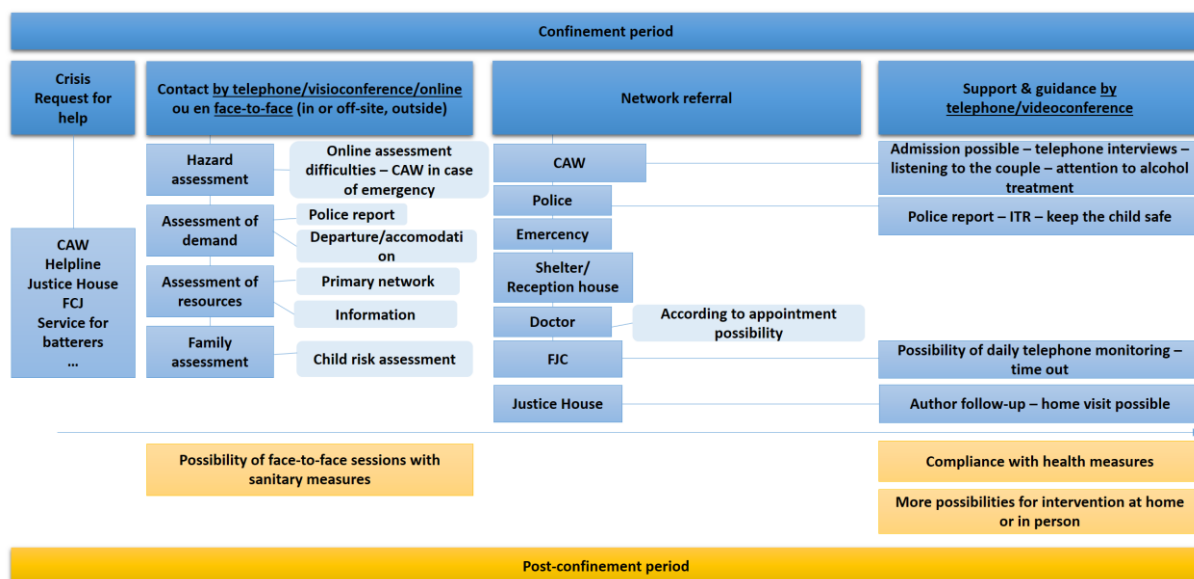 Confinement period
Crisis
Request for
help
Contact by telephone/visioconference/online
ou en face-to-face (in or off-site, outside)
Network referral
Support & guidance by
telephone/videoconference
Hazard
assessment
Online assessment
difficulties – CAW in case
of emergency
Assessment of
demand
Police report
Departure/accomodati
on
Assessment of
resources
Primary network
Information
Family
assessment
Child risk assessment
CAW
Helpline
Justice House
FCJ
Service for
batterers
...
CAW
Police
Emercency
Shelter/
Reception house
Doctor
According to appointment
possibility
FJC
Justice House
Admission possible – telephone interviews –
listening to the couple – attention to alcohol
treatment
Police report – ITR – keep the child safe
Possibility of daily telephone monitoring –
time out
Author follow-up – home visit possible
Possibility of face-to-face sessions with
sanitary measures
Compliance with health measures
More possibilities for intervention at home
or in person
Post-confinement period